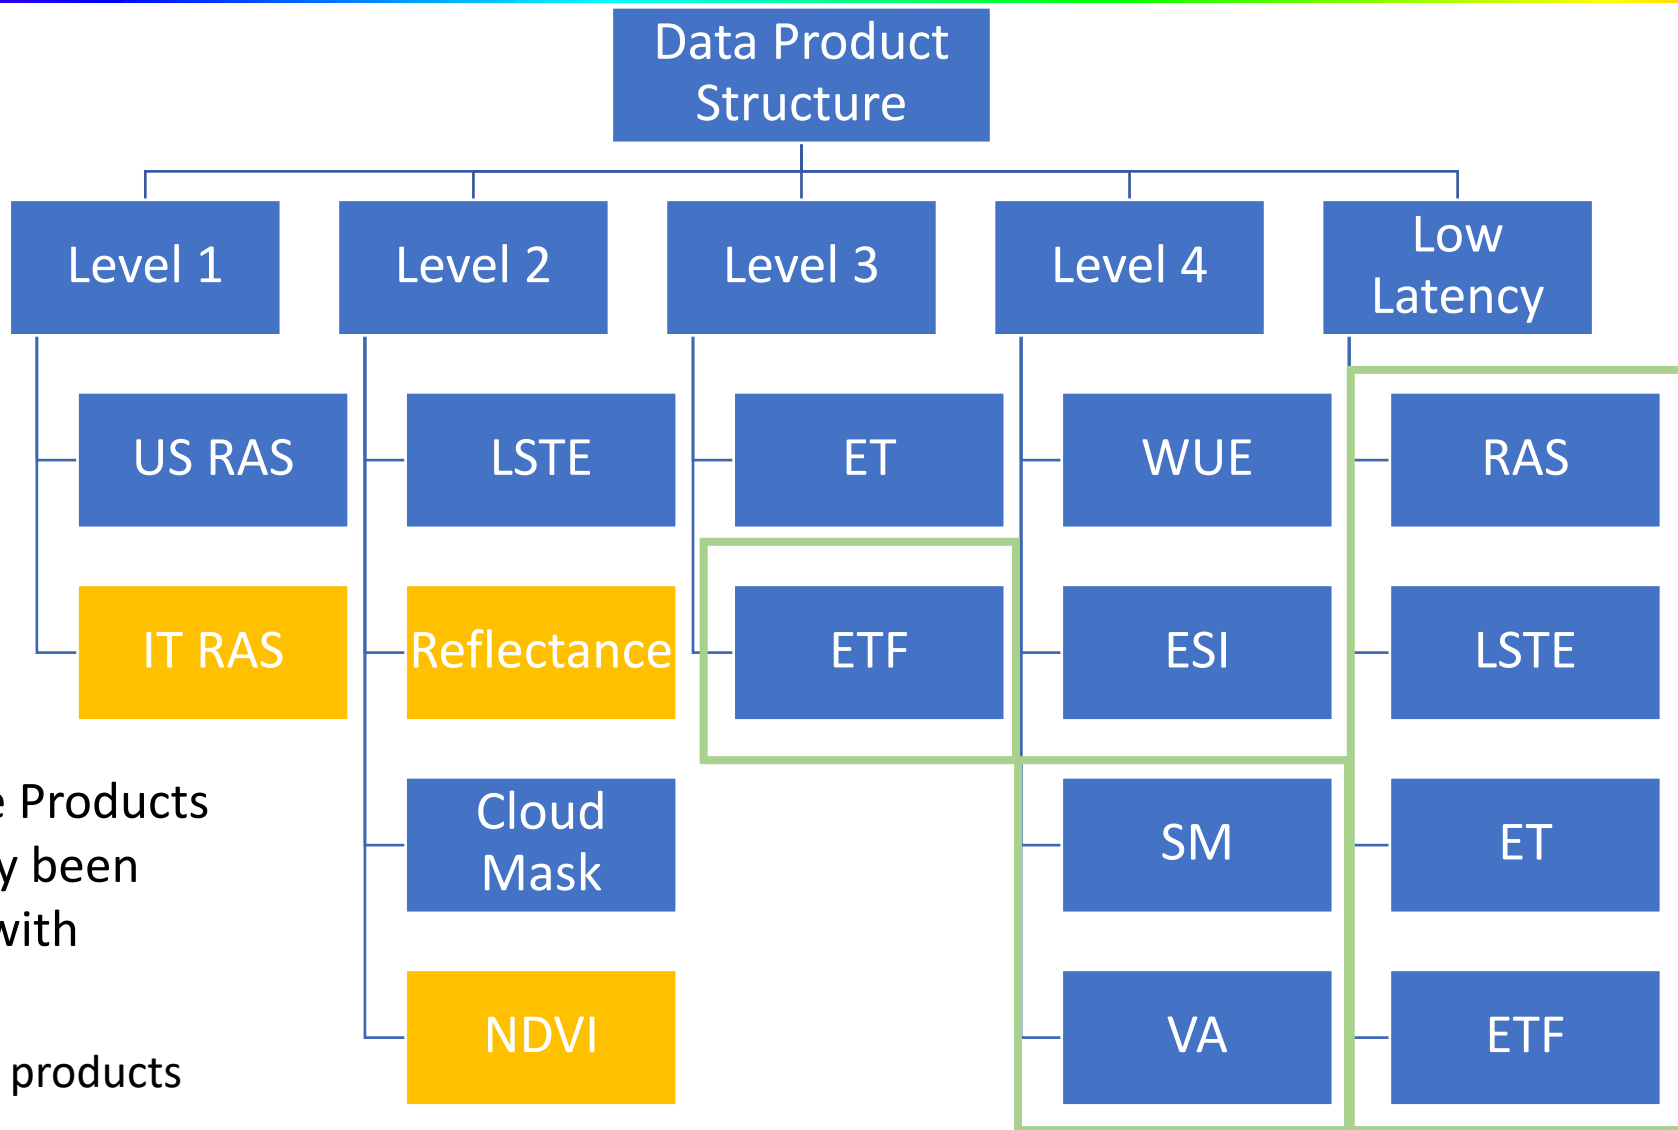 Data Product
Structure
Level 1
Level 2
Level 3
Level 4
Low
Latency
US RAS
LSTE
ET
WUE
RAS
IT RAS
Reflectance
ETF
ESI
LSTE
Products
been
with
products
Cloud
Mask
SM
ET
NDVI
VA
ETF